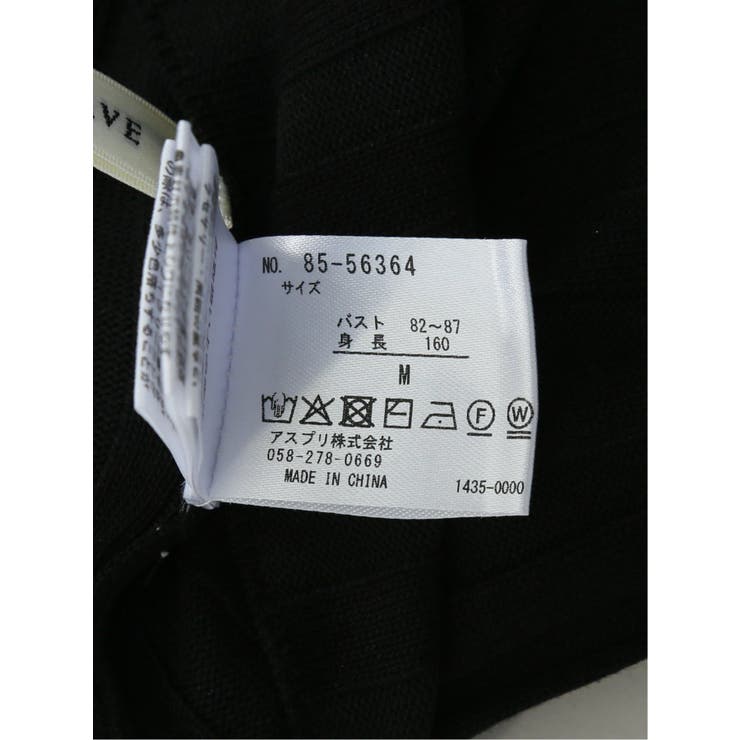 VE
NO. 85-56364
サイズ
バスト 82～87
身長 160
M
F W
アスプリ株式会社
058-278-0669
MADE IN CHINA
1435-0000